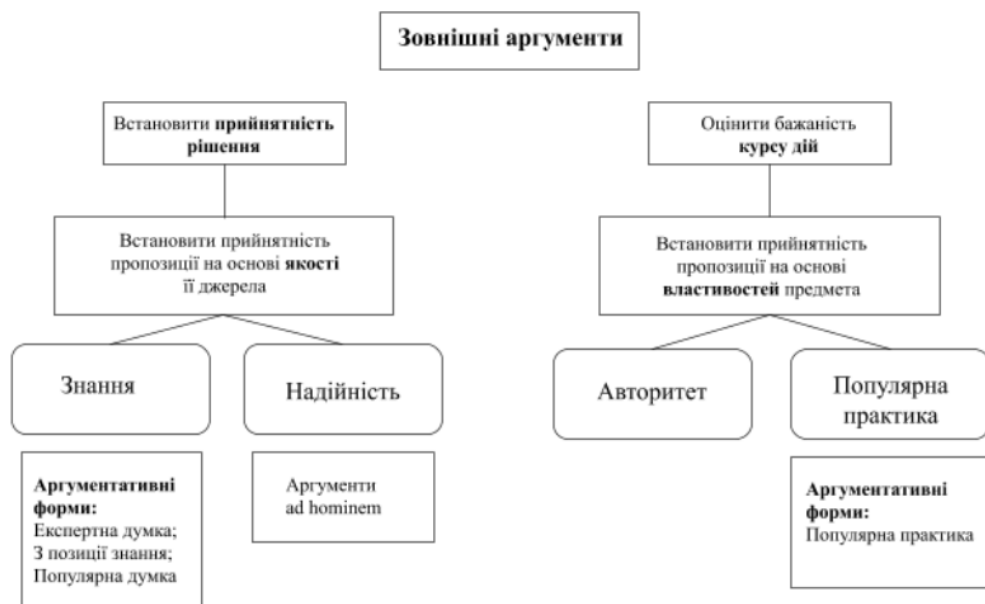 Зовнішні аргументи
Встановити прийнятність
рішення
Оцінити бажаність
курсу дій
Встановити прийнятність
пропозиції на основі якості
її джерела
Встановити прийнятність
пропозиції на основі
властивостей предмета
Знання
Надійність
Авторитет
Популярна
практика
Аргументативні
форми:
Експертна думка;
З позиції знання;
Популярна думка
Аргументи
ad hominem
Аргументативні
форми:
Популярна практика